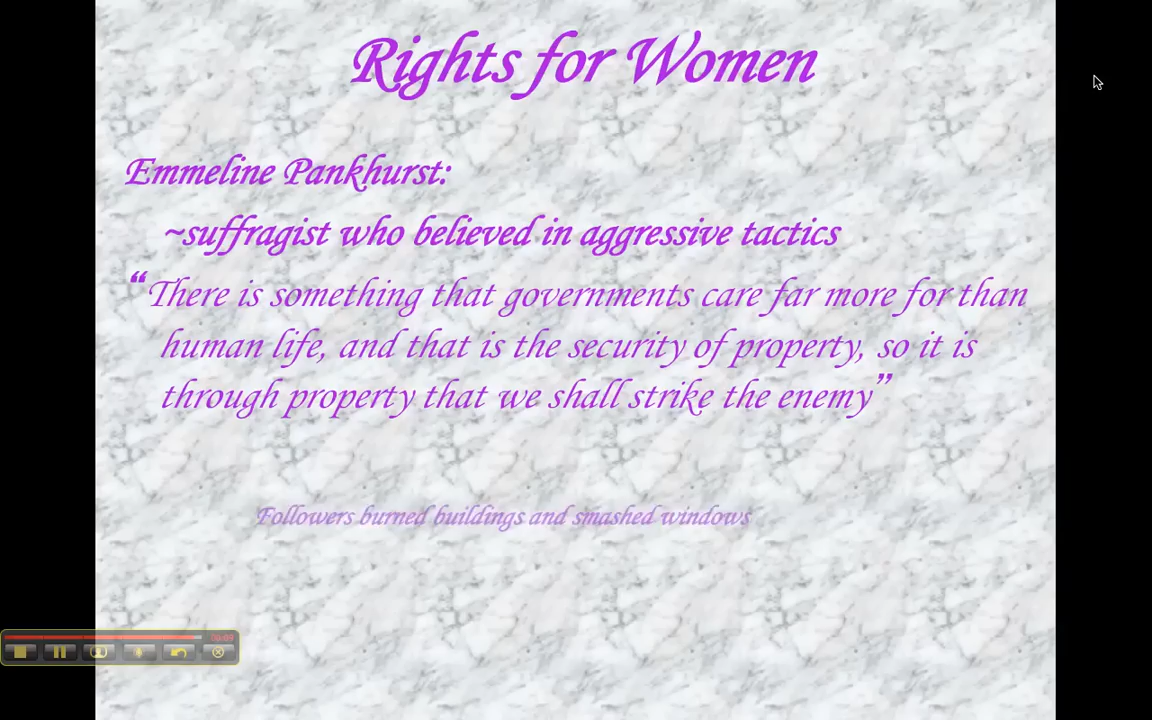 Rights for Women
Emmeline Pankhurst:
~suffragist who believed in aggressive tactics
“There is something that governments care far more for than
human life, and that is the security of property, so it is
through property that we shall strike the enemy”
Followers burned buildings and smashed windows